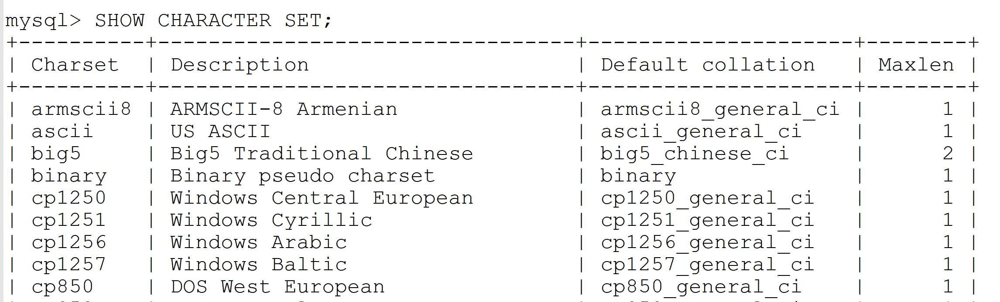 mysql> SHOW CHARACTER SET;
+----------+---------------------------------+---------------------+--------+
| Charset  | Description                     | Default collation   | Maxlen |
+----------+---------------------------------+---------------------+--------+
| armscii8 | ARMSCII-8 Armenian              | armscii8_general_ci |      1 |
| ascii    | US ASCII                        | ascii_general_ci    |      1 |
| big5     | Big5 Traditional Chinese        | big5_chinese_ci     |      2 |
| binary   | Binary pseudo charset           | binary              |      1 |
| cp1250   | Windows Central European        | cp1250_general_ci   |      1 |
| cp1251   | Windows Cyrillic                | cp1251_general_ci   |      1 |
| cp1256   | Windows Arabic                  | cp1256_general_ci   |      1 |
| cp1257   | Windows Baltic                  | cp1257_general_ci   |      1 |
| cp850    | DOS West European               | cp850_general_ci    |      1 |